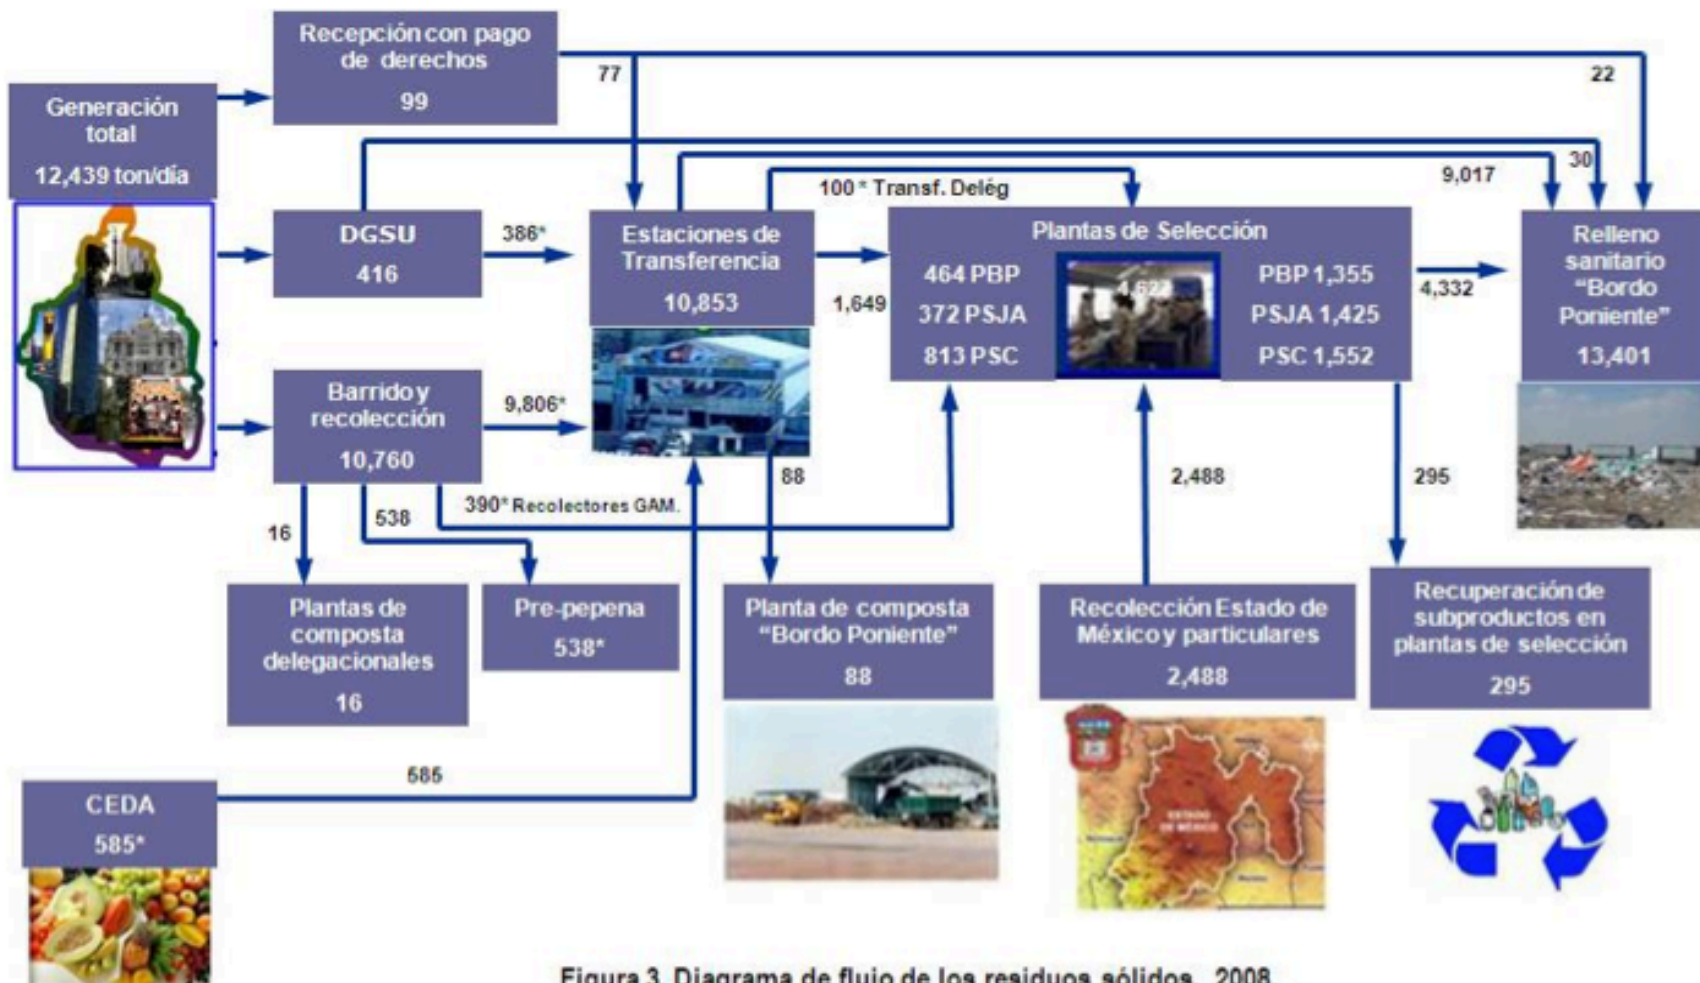 Recepción con pago
de derechos
99
77
22
Generación
total
12,439 ton/día
30
9,017
100* Transf. Delég
DGSU
416
386*
Estaciones de
Transferencia
10,853
1,649
Plantas de Selección
464 PBP
372 PSJA
813 PSC
PBP 1,355
PSJA 1,425
PSC 1,552
4,332
Relleno
sanitario
“Bordo
Poniente”
13,401
Barrido y
recolección
10,760
9,806*
88
2,488
295
390* Recolectores GAM.
16
538
Plantas de
composta
delegacionales
16
Pre-pepena
538*
Planta de composta
“Bordo Poniente”
88
Recolección Estado de
México y particulares
2,488
Recuperación de
subproductos en
plantas de selección
295
585
CEDA
585*
ESTADO
DE MÉXICO
Figura 3. Diagrama de flujo de los residuos sólidos, 2008